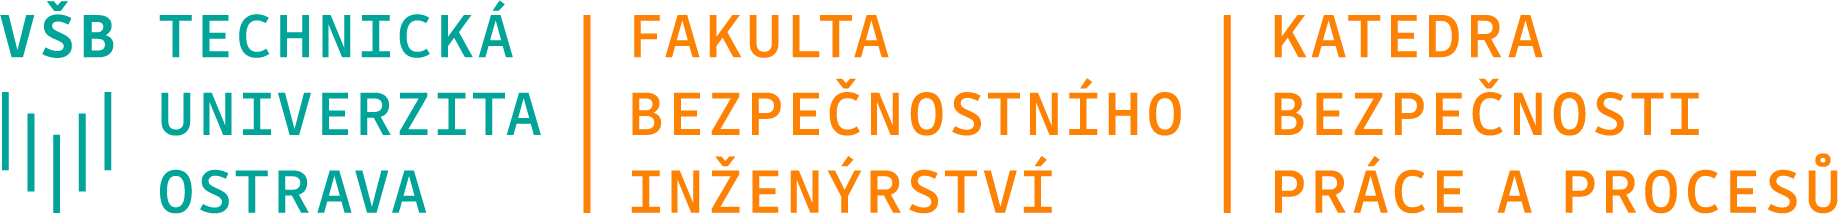 VŠB TECHNICKÁ
UNIVERZITA
OSTRAVA
FAKULTA
BEZPEČNOSTNÍHO
INŽENÝRSTVÍ
KATEDRA
BEZPEČNOSTI
PRÁCE A PROCESŮ